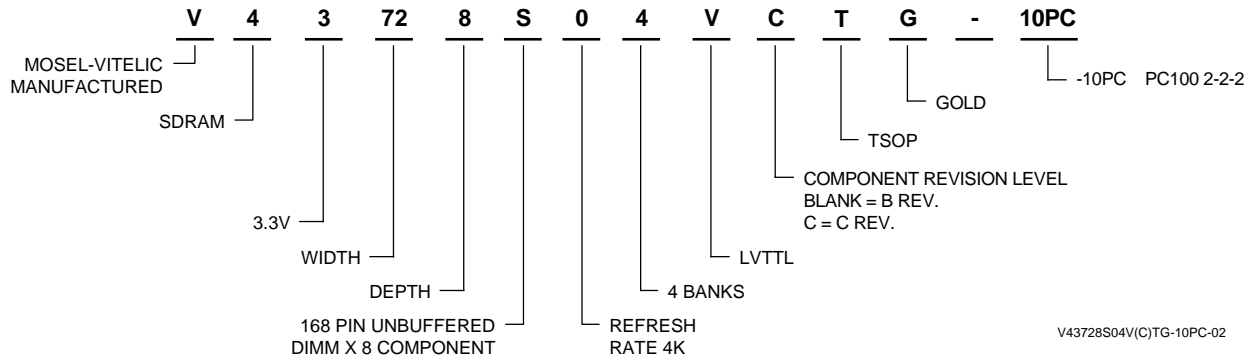 V 4 3 72 8 S 0 4 V C T G - 10PC
MOSEL-VITELIC
MANUFACTURED
SDRAM
3.3V
WIDTH
DEPTH
168 PIN UNBUFFERED
DIMM X 8 COMPONENT
REFRESH
RATE 4K
4 BANKS
LVTTL
COMPONENT REVISION LEVEL
BLANK = B REV.
C = C REV.
TSOP
GOLD
-10PC PC100 2-2-2
V43728S04V(C)TG-10PC-02